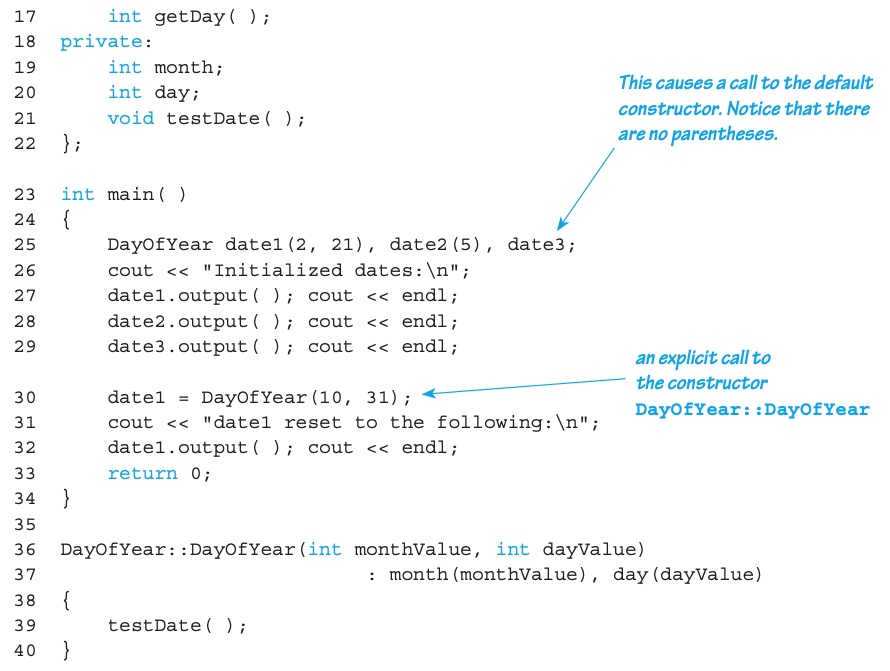 17      int getDay( );
18  private:
19      int month;
20      int day;
21      void testDate( );
22  };
This causes a call to the default
constructor. Notice that there
are no parentheses.
23  int main( )
24  {
25      DayOfYear date1(2, 21), date2(5), date3;
26      cout << "Initialized dates:\n";
27      date1.output( ); cout << endl;
28      date2.output( ); cout << endl;
29      date3.output( ); cout << endl;
an explicit call to
the constructor
DayOfYear::DayOfYear
30      date1 = DayOfYear(10, 31);
31      cout << "date1 reset to the following:\n";
32      date1.output( ); cout << endl;
33      return 0;
34  }
35
36  DayOfYear::DayOfYear(int monthValue, int dayValue)
37                            : month(monthValue), day(dayValue)
38  {
39      testDate( );
40  }